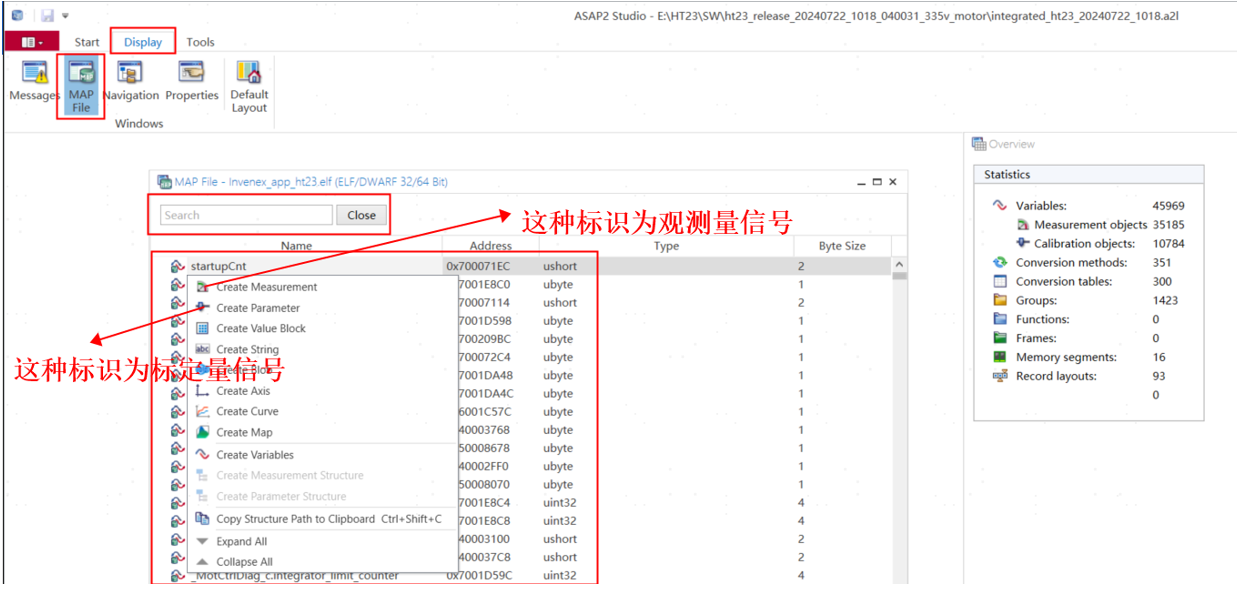 ASAP2 Studio - E:\HT23\SW\ht23_release_20240722_1018_040031_335v_motor\integrated_ht23_20240722_1018.a2l
Start Display Tools
Messages MAP File Navigation Properties Default Layout
Windows
Overview
Statistics
Variables: 45969
Measurement objects 35185
Calibration objects: 10784
Conversion methods: 351
Conversion tables: 300
Groups: 1423
Functions: 0
Frames: 0
Memory segments: 16
Record layouts: 93
0
MAP File - Invenex_app_ht23.elf (ELF/DWARF 32/64 Bit)
Search Close
这种标识为观测量信号
Name Address Type Byte Size
startupCnt 0x700071EC ushort 2
Create Measurement 7001E8C0 ubyte 1
Create Parameter 70007114 ushort 2
Create Value Block 7001D598 ubyte 1
700209BC ubyte 1
Create String 700072C4 ubyte 1
这种标识为标定量信号
Create Blob 7001DA48 ubyte 1
Create Axis 7001DA4C ubyte 1
Create Curve 6001C57C ubyte 1
Create Map 40003768 ubyte 1
Create Variables 50008678 ubyte 1
40002FF0 ubyte 1
Create Measurement Structure 50008070 ubyte 1
Create Parameter Structure 7001E8C4 uint32 4
Copy Structure Path to Clipboard Ctrl+Shift+C 7001E8C8 uint32 4
Expand All 40003100 ushort 2
Collapse All 400037C8 ushort 2
_MotCtrlDiag_c.integrator_limit_counter 0x7001D59C uint32 4